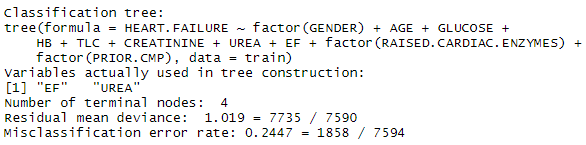 Classification tree:
tree(formula = HEART.FAILURE ~ factor(GENDER) + AGE + GLUCOSE +
    HB + TLC + CREATININE + UREA + EF + factor(RAISED.CARDIAC.ENZYMES) +
    factor(PRIOR.CMP), data = train)
Variables actually used in tree construction:
[1] "EF"   "UREA"
Number of terminal nodes:  4
Residual mean deviance:  1.019 = 7735 / 7590
Misclassification error rate: 0.2447 = 1858 / 7594